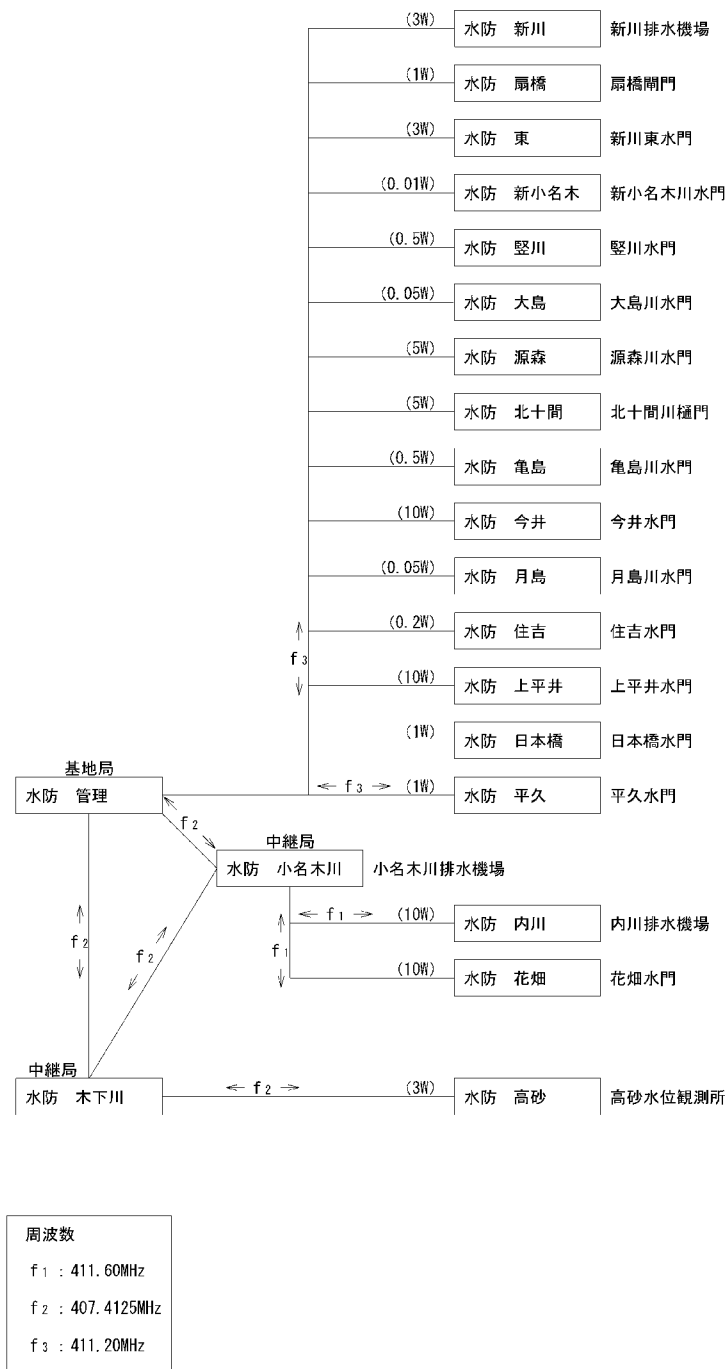 (3W) 水防 新川 新川排水機場
(1W) 水防 扇橋 扇橋閘門
(3W) 水防 東 新川東水門
(0.01W) 水防 新小名木 新小名木川水門
(0.5W) 水防 竪川 竪川水門
(0.05W) 水防 大島 大島川水門
(5W) 水防 源森 源森川水門
(5W) 水防 北十間 北十間川樋門
(0.5W) 水防 亀島 亀島川水門
(10W) 水防 今井 今井水門
(0.05W) 水防 月島 月島川水門
(0.2W) 水防 住吉 住吉水門
f3
(10W) 水防 上平井 上平井水門
(1W) 水防 日本橋 日本橋水門
基地局
水防 管理 ← f3 → (1W) 水防 平久 平久水門
f2
中継局
水防 小名木川 小名木川排水機場
← f1 → (10W) 水防 内川 内川排水機場
f2 f2 f1
(10W) 水防 花畑 花畑水門
中継局
水防 木下川 ← f2 → (3W) 水防 高砂 高砂水位観測所
周波数
f1 : 411.60MHz
f2 : 407.4125MHz
f3 : 411.20MHz